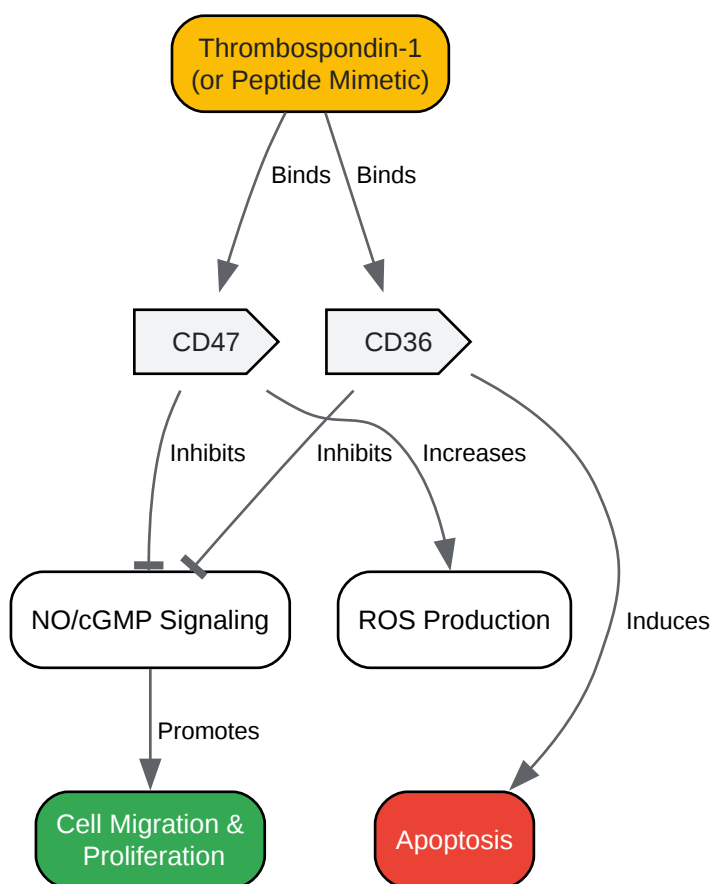 Thrombospondin-1
(or Peptide Mimetic)
Binds
Binds
CD47
CD36
Inhibits
Inhibits
Increases
NO/cGMP Signaling
ROS Production
Induces
Promotes
Cell Migration &
Proliferation
Apoptosis